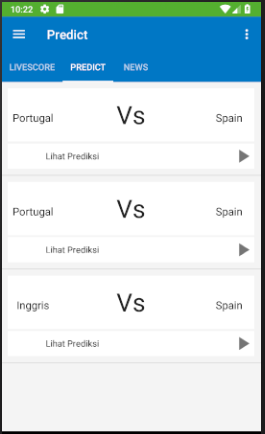 10:22
Predict
LIVESCORE PREDICT NEWS
Portugal Vs Spain
Lihat Prediksi
Portugal Vs Spain
Lihat Prediksi
Inggris Vs Spain
Lihat Prediksi